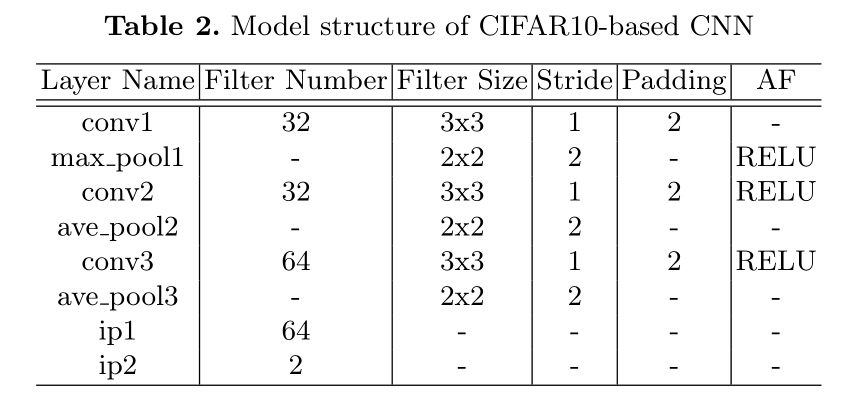 Table 2. Model structure of CIFAR10-based CNN
Layer Name Filter Number Filter Size Stride Padding AF
conv1 32 3x3 1 2 -
max_pool1 - 2x2 2 - RELU
conv2 32 3x3 1 2 RELU
ave_pool2 - 2x2 2 - -
conv3 64 3x3 1 2 RELU
ave_pool3 - 2x2 2 - -
ip1 64 - - - -
ip2 2 - - - -